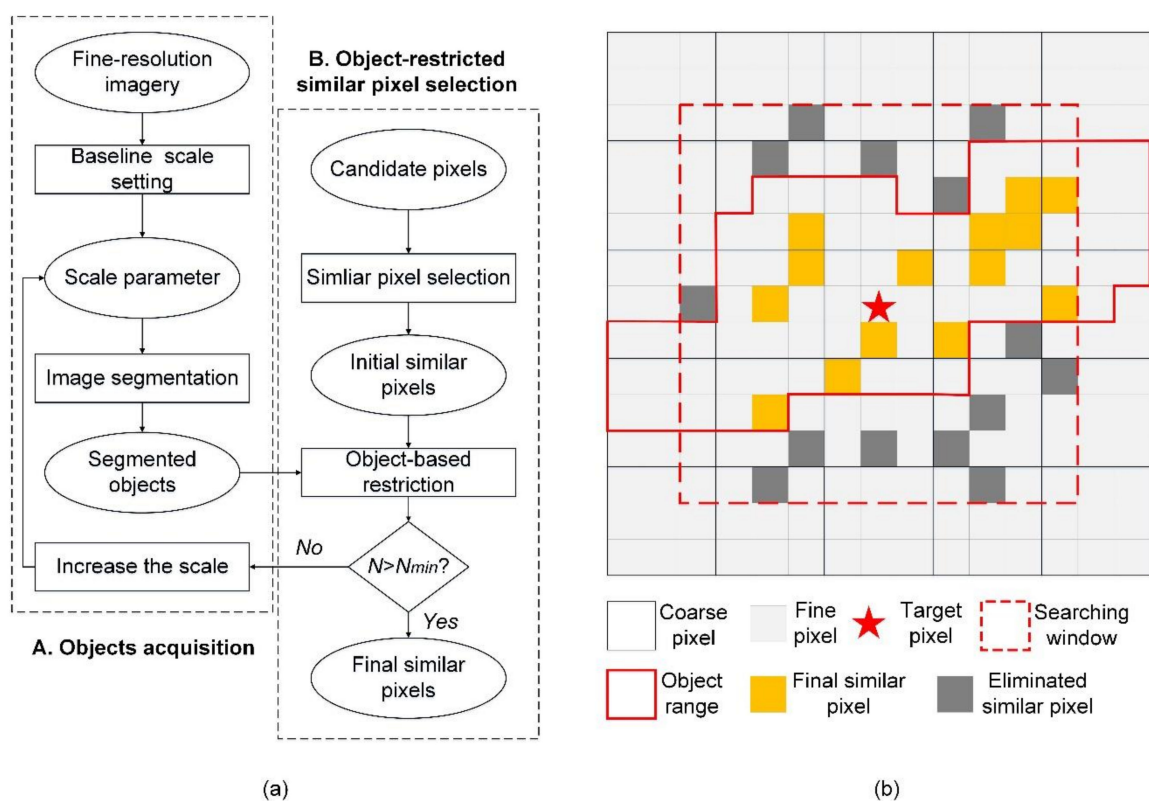 Fine-resolution
imagery
Baseline scale
setting
Scale parameter
Image segmentation
Segmented
objects
Increase the scale
A. Objects acquisition
B. Object-restricted
similar pixel selection
Candidate pixels
Simliar pixel selection
Initial similar
pixels
Object-based
restriction
N>Nmin?
No
Yes
Final similar
pixels
(a)
Coarse
pixel
Fine
pixel
Target
pixel
Searching
window
Object
range
Final similar
pixel
Eliminated
similar pixel
(b)